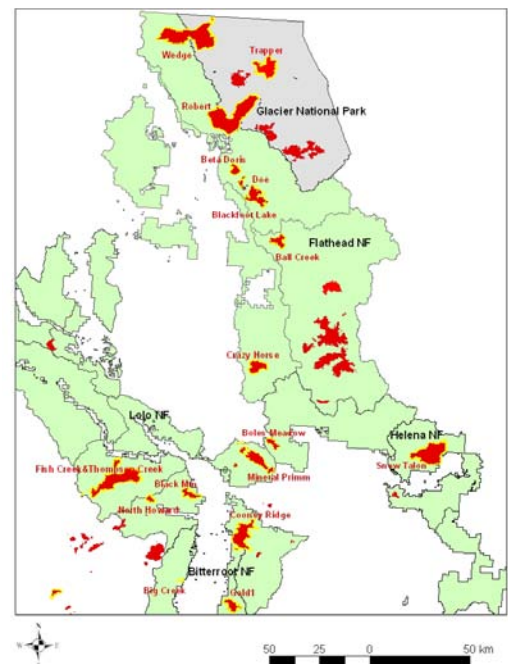 Wedge
Trapper
Glacier National Park
Robert
Beta Doris
Doe
Blackfoot Lake
Flathead NF
Ball Creek
Crazy Horse
Lolo NF
Boles Meadow
Helena NF
Fish Creek&Thompson Creek
Snow Talon
Mineral Primm
Black Mtn
North Howard
Cooney Ridge
Bitterroot NF
Big Creek
Gold1
W E
50 25 0 50 km